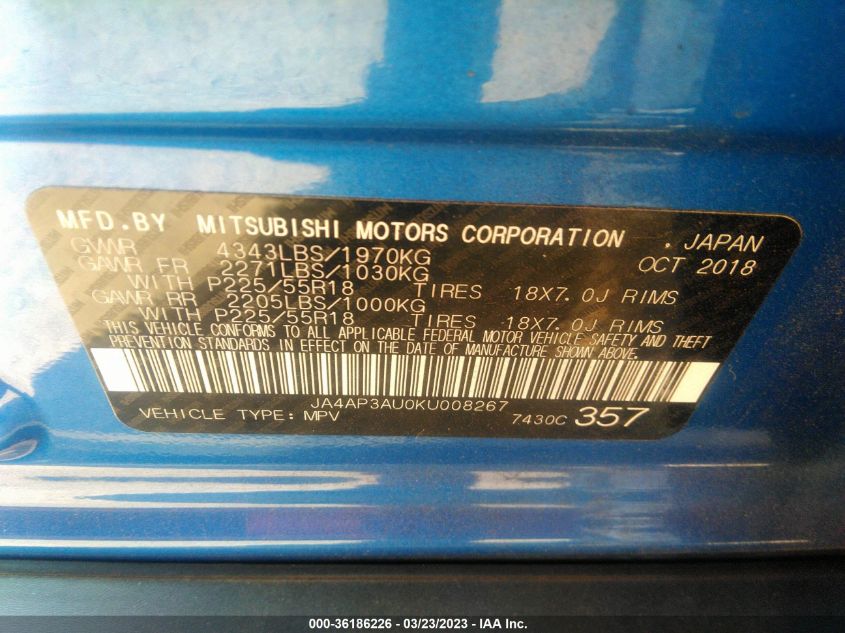 MFD.BY MITSUBISHI MOTORS CORPORATION . JAPAN
GVWR 4343LBS/1970KG OCT 2018
GAWR FR 2271LBS/1030KG
WITH P225/55R18 TIRES 18X7.0J RIMS
GAWR RR 2205LBS/1000KG
WITH P225/55R18 TIRES 18X7.0J RIMS
THIS VEHICLE CONFORMS TO ALL APPLICABLE FEDERAL MOTOR VEHICLE SAFETY AND THEFT
PREVENTION STANDARDS IN EFFECT ON THE DATE OF MANUFACTURE SHOWN ABOVE.
JA4AP3AU0KU008267
VEHICLE TYPE: MPV 7430C 357
000-36186226 - 03/23/2023 - IAA Inc.